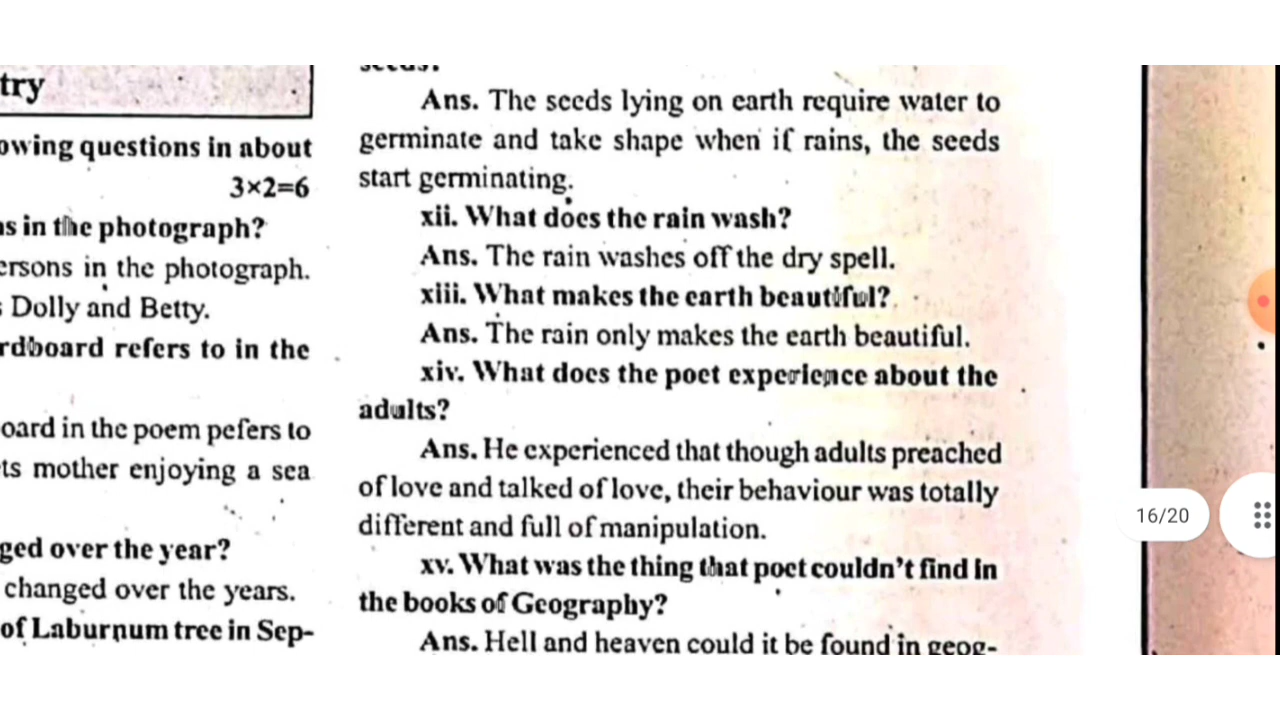 try
owing questions in about
3×2=6
s in the photograph?
ersons in the photograph.
Dolly and Betty.
rdboard refers to in the
oard in the poem pefers to
ts mother enjoying a sea
ged over the year?
changed over the years.
of Laburnum tree in Sep-
seeds?
Ans. The seeds lying on earth require water to
germinate and take shape when if rains, the seeds
start germinating.
xii. What does the rain wash?
Ans. The rain washes off the dry spell.
xiii. What makes the earth beautiful?
Ans. The rain only makes the earth beautiful.
xiv. What does the poet experience about the
adults?
Ans. He experienced that though adults preached
of love and talked of love, their behaviour was totally
different and full of manipulation.
xv. What was the thing that poet couldn't find in
the books of Geography?
Ans. Hell and heaven could it be found in geog-
16/20